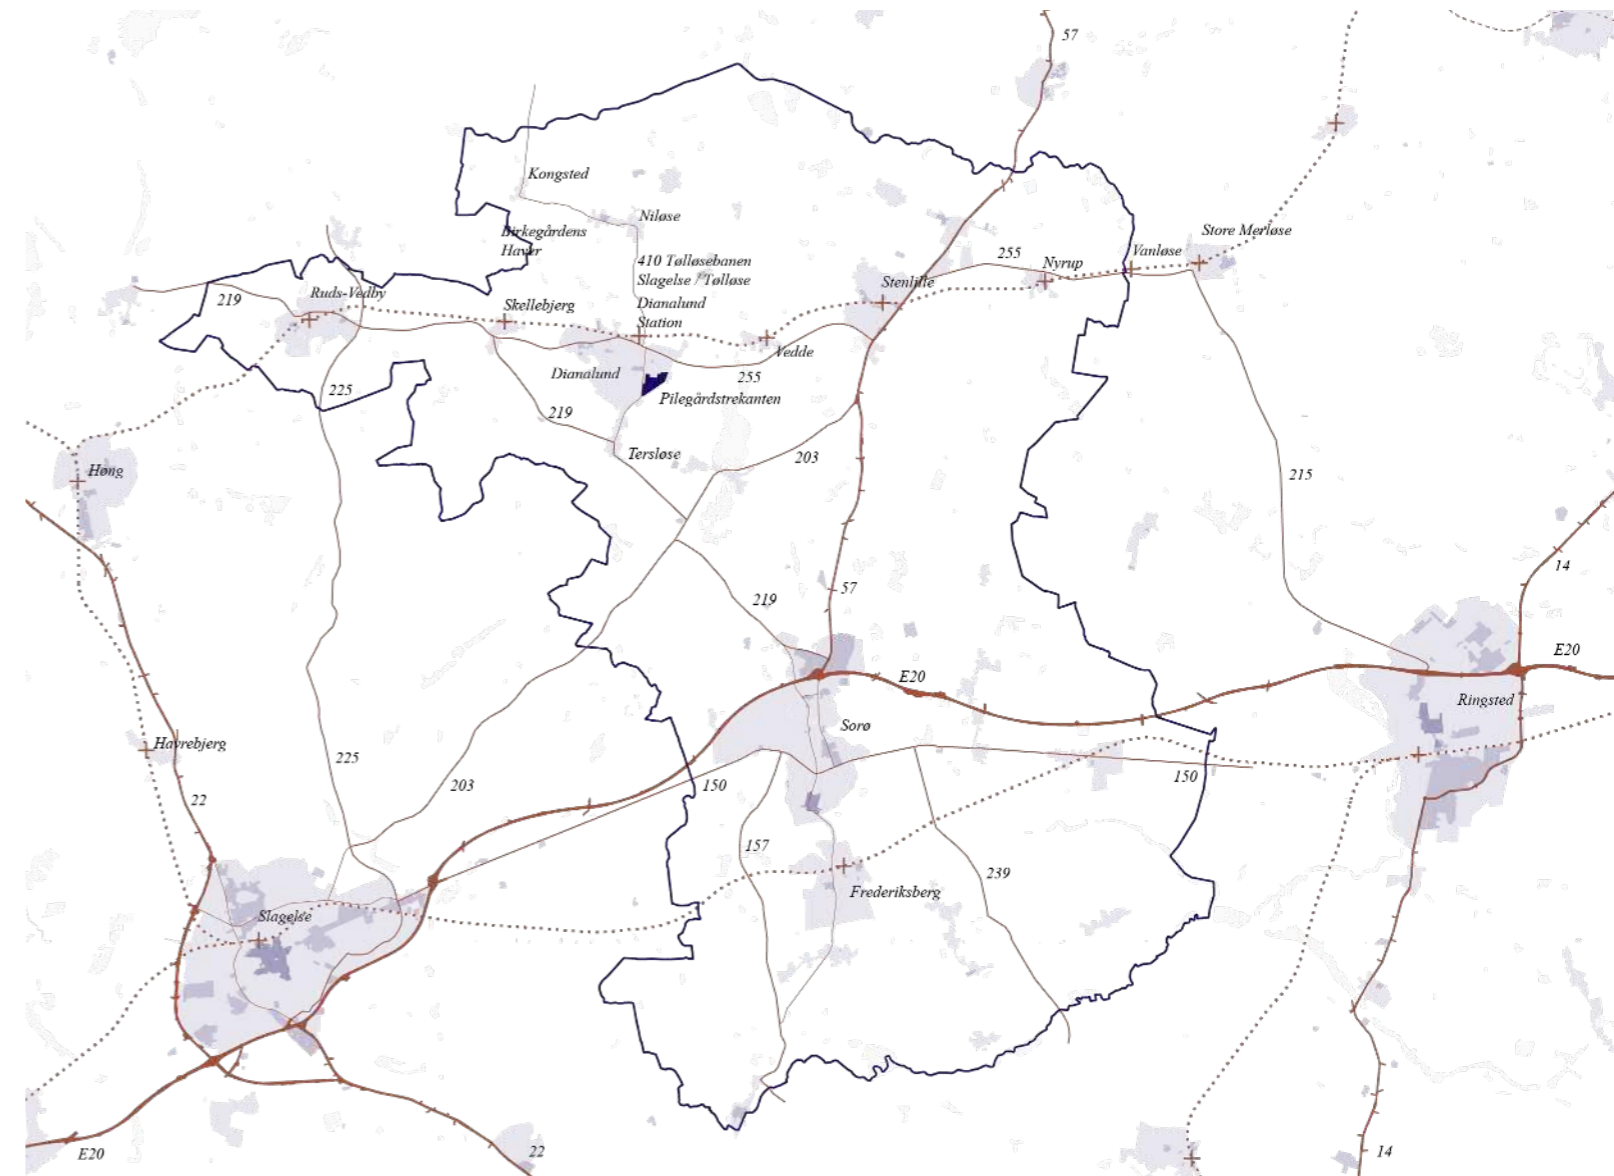 57
Kongsted
Niløse
Birkegårdens
Haver
410 Tølløsebanen
Slagelse / Tølløse
Dianalund
Station
Store Merløse
Vanløse
255
Nyrup
Stenlille
219
Ruds-Vedby
Skellebjerg
Vedde
Dianalund
255
225
Pilegårdstrekanten
219
Tersløse
203
Høng
215
14
219
57
E20
E20
Ringsted
Sorø
Havrebjerg
225
203
150
150
22
157
239
Frederiksberg
Slagelse
E20
22
14